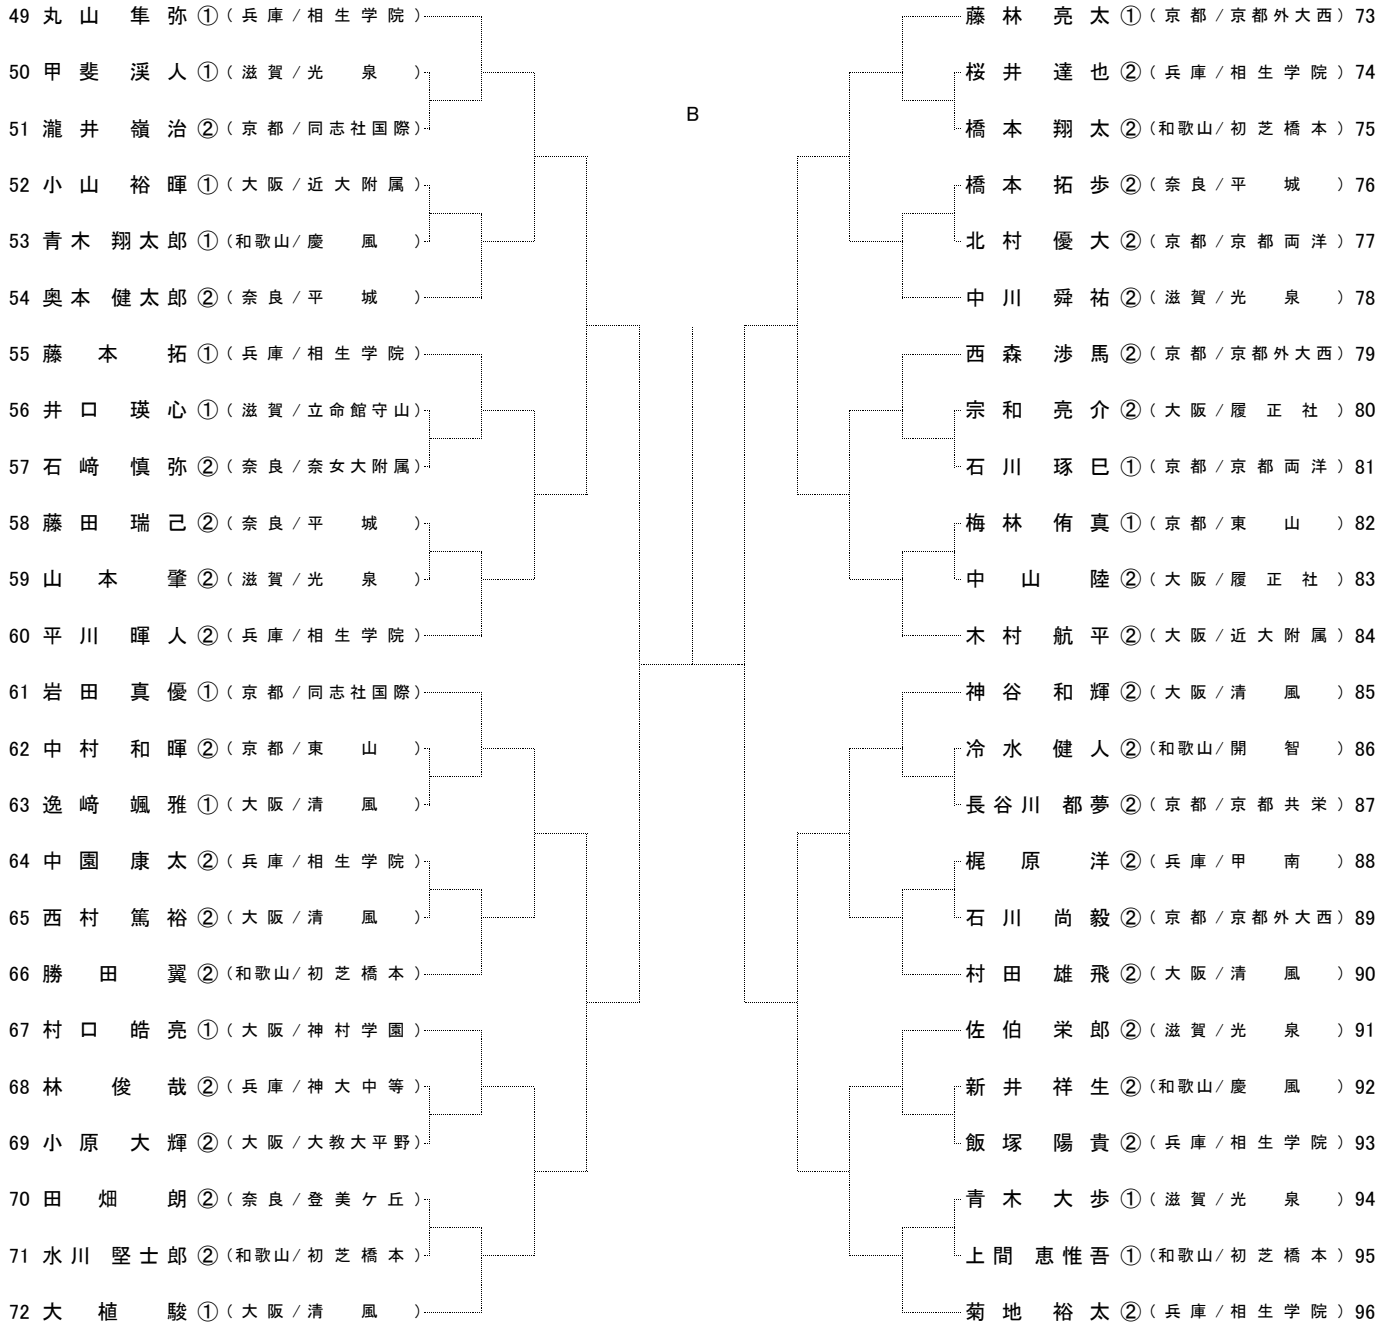 49 丸山 隼弥 ① (兵庫/相生学院)
50 甲斐 渓人 ① (滋賀/光泉)
51 瀧井 嶺治 ② (京都/同志社国際)
52 小山 裕暉 ① (大阪/近大附属)
53 青木 翔太郎 ① (和歌山/慶風)
54 奥本 健太郎 ② (奈良/平城)
55 藤本 拓 ① (兵庫/相生学院)
56 井口 瑛心 ① (滋賀/立命館守山)
57 石﨑 慎弥 ② (奈良/奈女大附属)
58 藤田 瑞己 ② (奈良/平城)
59 山本 肇 ② (滋賀/光泉)
60 平川 暉人 ② (兵庫/相生学院)
61 岩田 真優 ① (京都/同志社国際)
62 中村 和暉 ② (京都/東山)
63 逸﨑 颯雅 ① (大阪/清風)
64 中園 康太 ② (兵庫/相生学院)
65 西村 篤裕 ② (大阪/清風)
66 勝田 翼 ② (和歌山/初芝橋本)
67 村口 皓亮 ① (大阪/神村学園)
68 林 俊哉 ② (兵庫/神大中等)
69 小原 大輝 ② (大阪/大教大平野)
70 田畑 朗 ② (奈良/登美ケ丘)
71 水川 堅士郎 ② (和歌山/初芝橋本)
72 大植 駿 ① (大阪/清風)
B
藤林 亮太 ① (京都/京都外大西) 73
桜井 達也 ② (兵庫/相生学院) 74
橋本 翔太 ② (和歌山/初芝橋本) 75
橋本 拓歩 ② (奈良/平城) 76
北村 優大 ② (京都/京都両洋) 77
中川 舜祐 ② (滋賀/光泉) 78
西森 渉馬 ② (京都/京都外大西) 79
宗和 亮介 ② (大阪/履正社) 80
石川 琢巳 ① (京都/京都両洋) 81
梅林 侑真 ① (京都/東山) 82
中山 陸 ② (大阪/履正社) 83
木村 航平 ② (大阪/近大附属) 84
神谷 和輝 ② (大阪/清風) 85
冷水 健人 ② (和歌山/開智) 86
長谷川 都夢 ② (京都/京都共栄) 87
梶原 洋 ② (兵庫/甲南) 88
石川 尚毅 ② (京都/京都外大西) 89
村田 雄飛 ② (大阪/清風) 90
佐伯 栄郎 ② (滋賀/光泉) 91
新井 祥生 ② (和歌山/慶風) 92
飯塚 陽貴 ② (兵庫/相生学院) 93
青木 大歩 ① (滋賀/光泉) 94
上間 恵惟吾 ① (和歌山/初芝橋本) 95
菊地 裕太 ② (兵庫/相生学院) 96